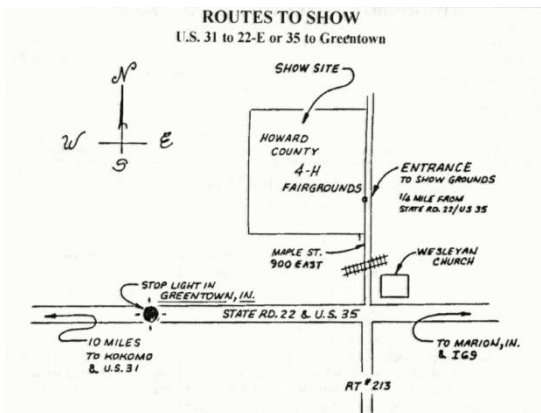 ROUTES TO SHOW
U.S. 31 to 22-E or 35 to Greentown
N
W
E
S
SHOW SITE
HOWARD
COUNTY
4-H
FAIRGROUNDS
ENTRANCE
TO SHOW GROUNDS
1/4 MILE FROM
STATE RD. 22/US 35
MAPLE ST.
900 EAST
WESLEYAN
CHURCH
STOP LIGHT IN
GREENTOWN, IN.
STATE RD. 22 & U.S. 35
10 MILES
TO KOKOMO
& U.S. 31
TO MARION, IN.
& I69
RT # 213